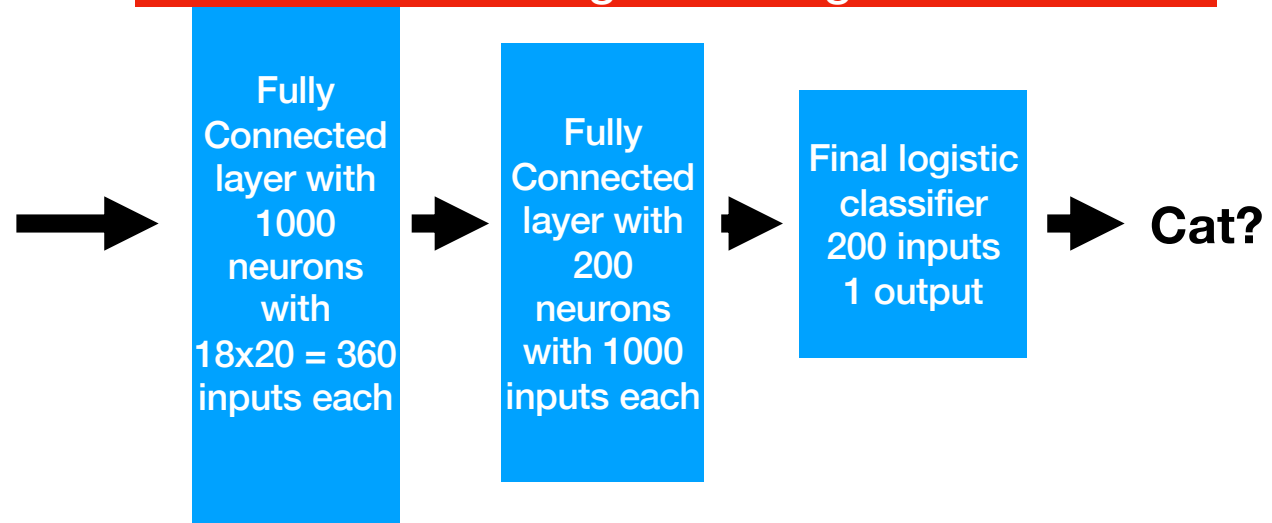 Fully
Connected
layer with
1000
neurons
with
18x20 = 360
inputs each
Fully
Connected
layer with
200
neurons
with 1000
inputs each
Final logistic
classifier
200 inputs
1 output
Cat?